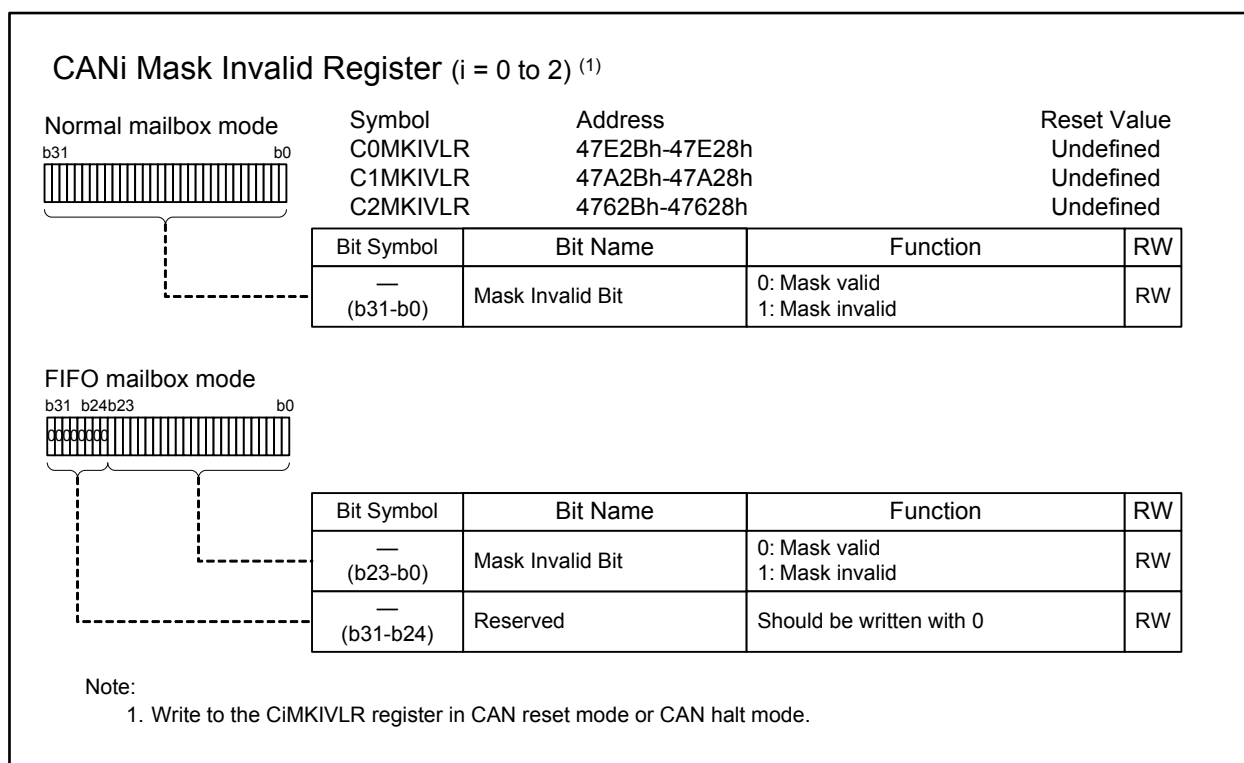 CANi Mask Invalid Register (i = 0 to 2) (1)
Normal mailbox mode
b31 b0
Symbol Address Reset Value
C0MKIVLR 47E2Bh-47E28h Undefined
C1MKIVLR 47A2Bh-47A28h Undefined
C2MKIVLR 4762Bh-47628h Undefined
Bit Symbol Bit Name Function RW
— (b31-b0) Mask Invalid Bit 0: Mask valid
1: Mask invalid RW
FIFO mailbox mode
b31 b24b23 b0
00000000
Bit Symbol Bit Name Function RW
— (b23-b0) Mask Invalid Bit 0: Mask valid
1: Mask invalid RW
— (b31-b24) Reserved Should be written with 0 RW
Note:
1. Write to the CiMKIVLR register in CAN reset mode or CAN halt mode.